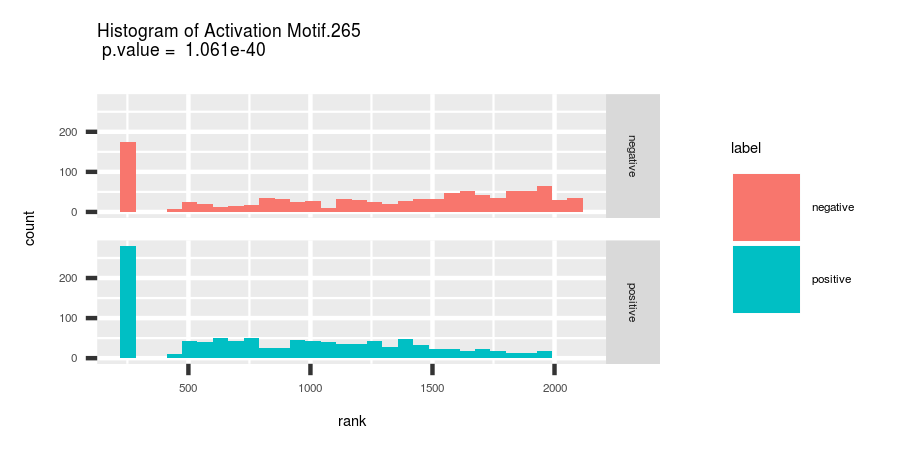 Histogram of Activation Motif.265
p.value = 1.061e-40
200
100
0
negative
200
100
0
positive
500 1000 1500 2000
rank
count
label
negative
positive